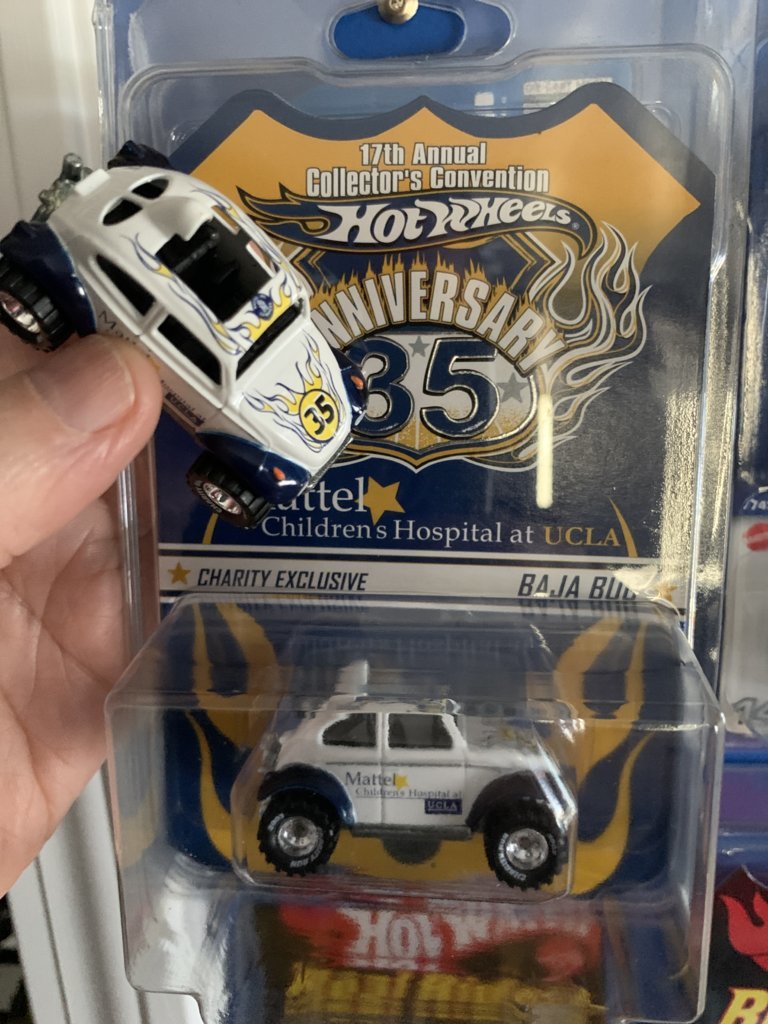 17th Annual
Collector's Convention
HOT WHEELS®
ANNIVERSARY
35
35
Mattel
Children's Hospital at UCLA
CHARITY EXCLUSIVE
BAJA BUG
Mattel
Children's Hospital at
UCLA